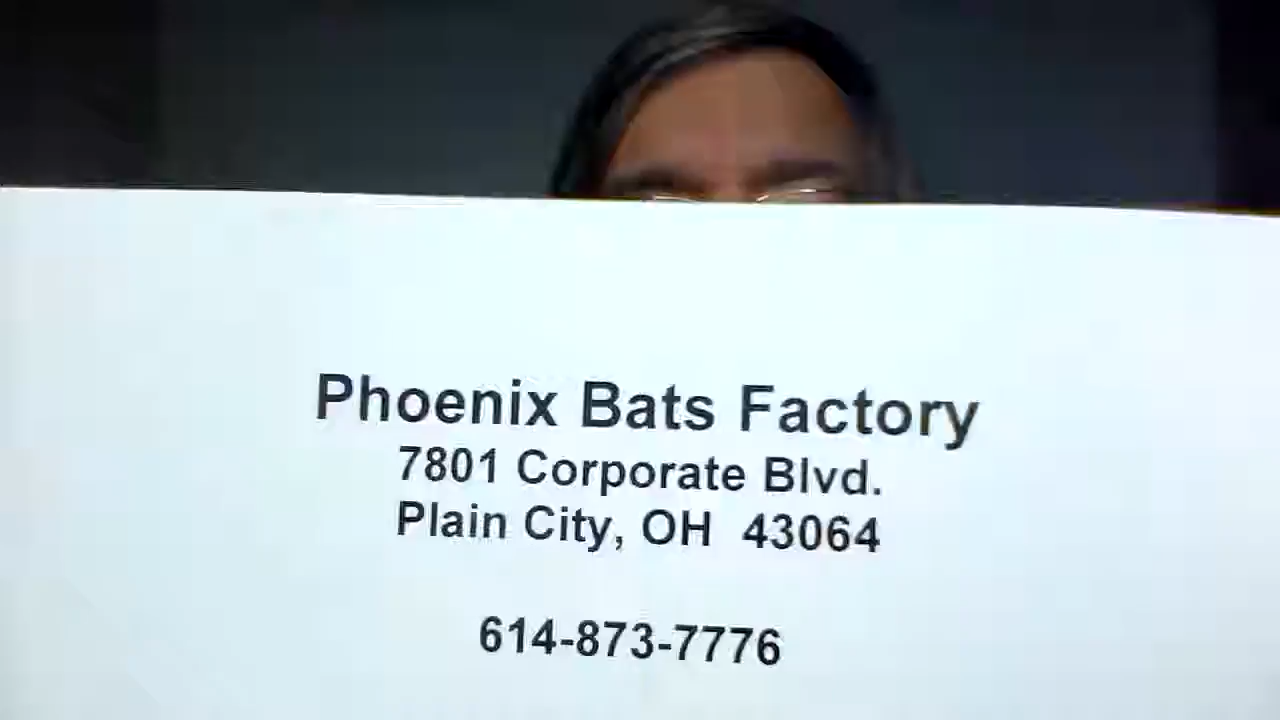 Phoenix Bats Factory
7801 Corporate Blvd.
Plain City, OH 43064
614-873-7776